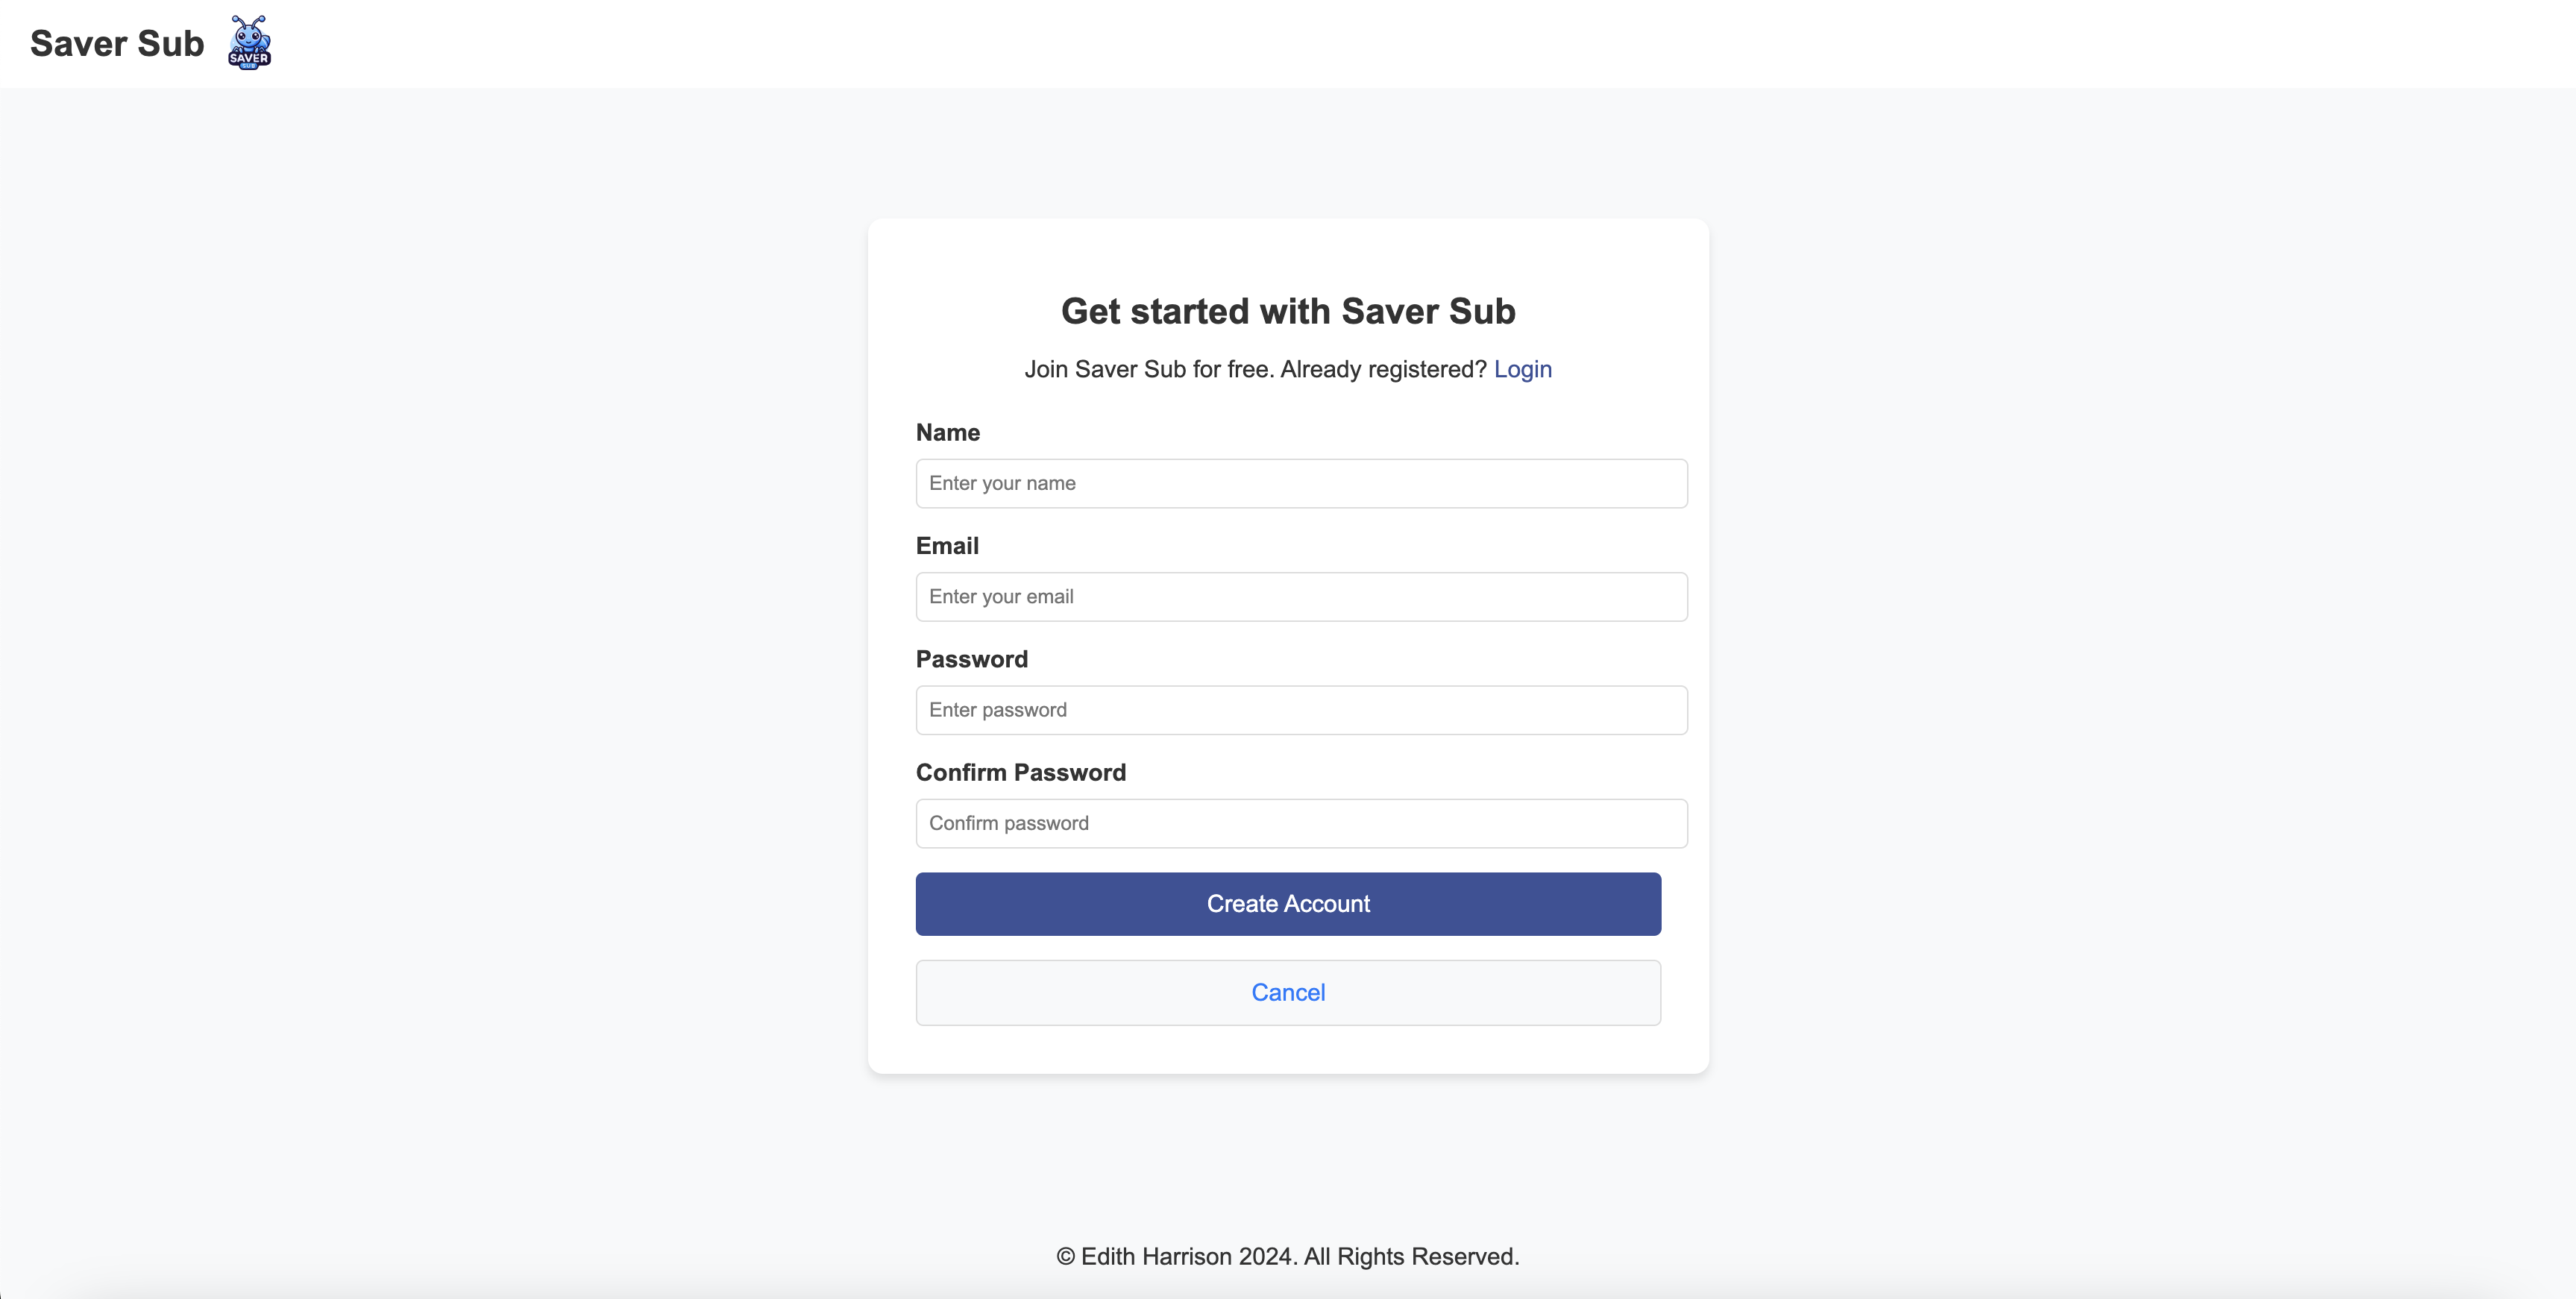 Saver Sub
SAVER
SUB
Get started with Saver Sub
Join Saver Sub for free. Already registered? Login
Name
Enter your name
Email
Enter your email
Password
Enter password
Confirm Password
Confirm password
Create Account
Cancel
© Edith Harrison 2024. All Rights Reserved.